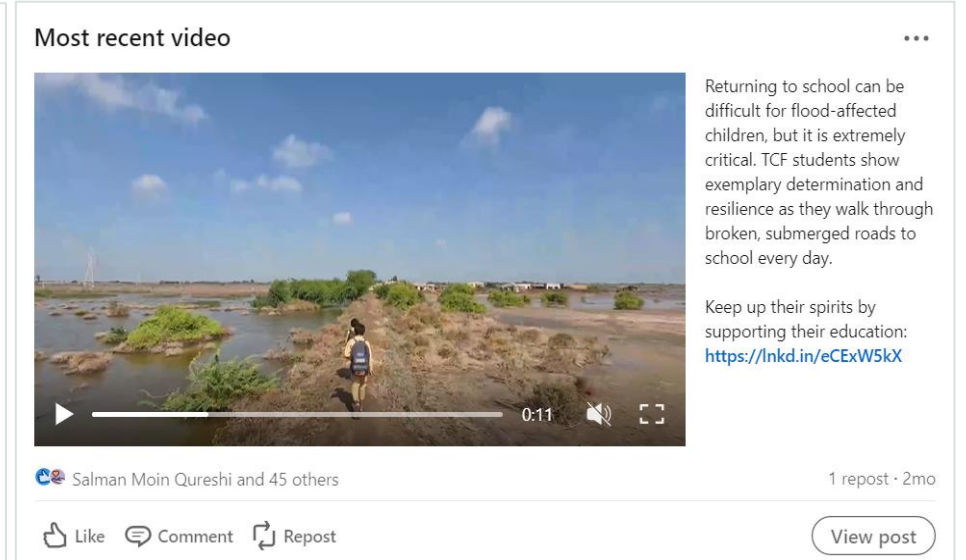 Most recent video
Returning to school can be
difficult for flood-affected
children, but it is extremely
critical. TCF students show
exemplary determination and
resilience as they walk through
broken, submerged roads to
school every day.
Keep up their spirits by
supporting their education:
https://lnkd.in/eCExW5kX
0:11
Salman Moin Qureshi and 45 others
1 repost · 2mo
Like Comment Repost
View post